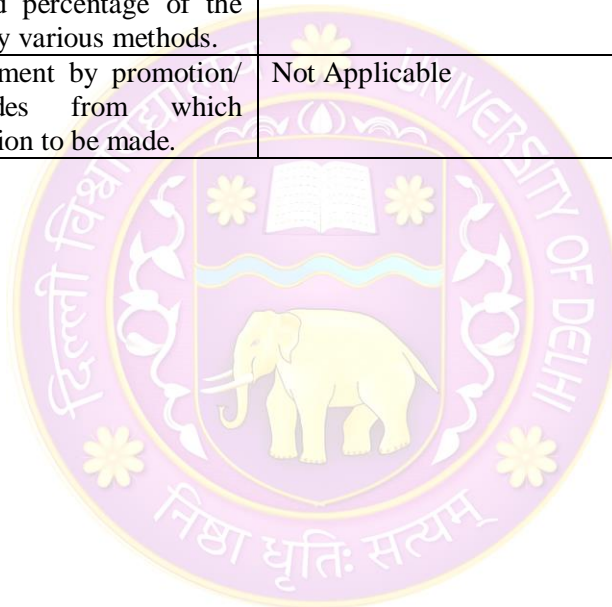 d percentage of the
y various methods.
ment by promotion/ Not Applicable
des from which
ion to be made.
दिल्ली विश्वविद्यालय
UNIVERSITY OF DELHI
निष्ठा धृतिः सत्यम्